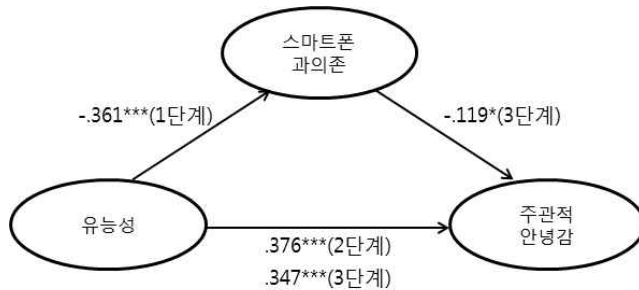 스마트폰
과의존
-.361***(1단계)
-.119*(3단계)
유능성
주관적
안녕감
.376***(2단계)
.347***(3단계)